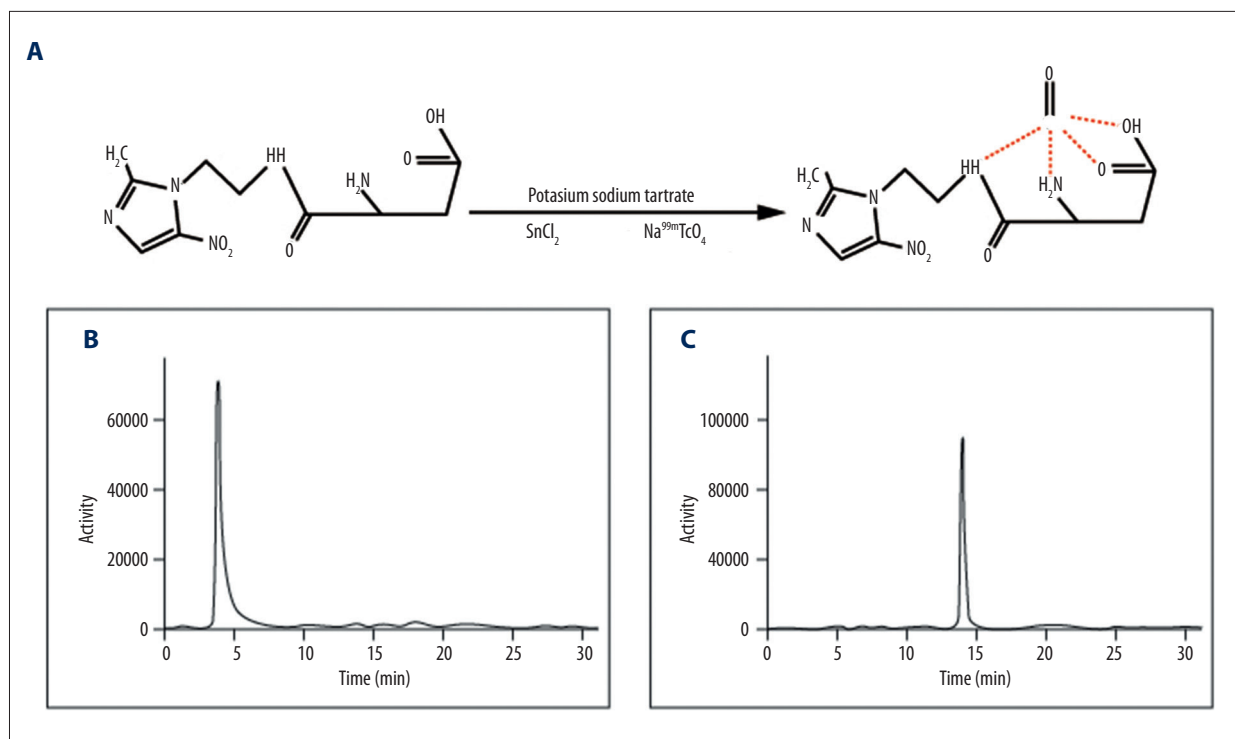 A
H₂C
N
N
NO₂
HH
O
H₂N
O
OH
Potasium sodium tartrate
SnCl₂ Na⁹⁹ᵐTcO₄
H₂C
N
N
NO₂
HH
O
H₂N
O
OH
O
B
Activity
60000
40000
20000
0
0 5 10 15 20 25 30
Time (min)
C
Activity
100000
80000
40000
0
0 5 10 15 20 25 30
Time (min)